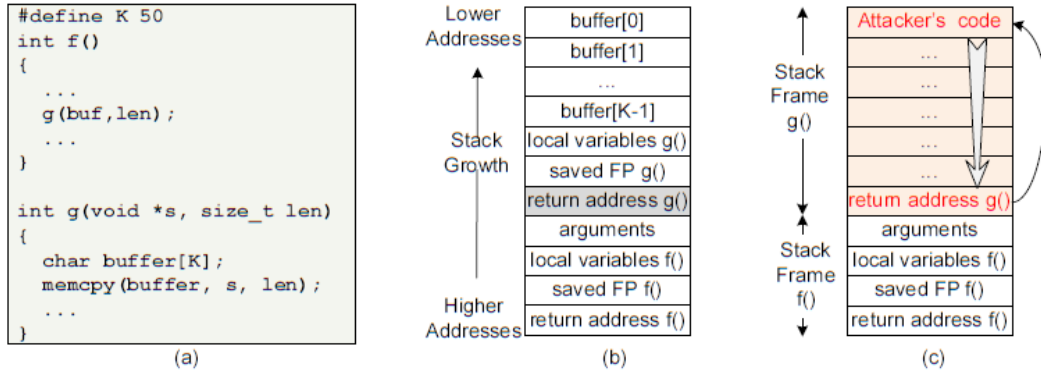 #define K 50
int f()
{
...
g(buf,len);
...
}
int g(void *s, size_t len)
{
char buffer[K];
memcpy(buffer, s, len);
...
}
(a)
Lower
Addresses
Stack
Growth
Higher
Addresses
buffer[0]
buffer[1]
...
buffer[K-1]
local variables g()
saved FP g()
return address g()
arguments
local variables f()
saved FP f()
return address f()
(b)
Stack
Frame
g()
Stack
Frame
f()
Attacker's code
...
...
...
...
...
return address g()
arguments
local variables f()
saved FP f()
return address f()
(c)